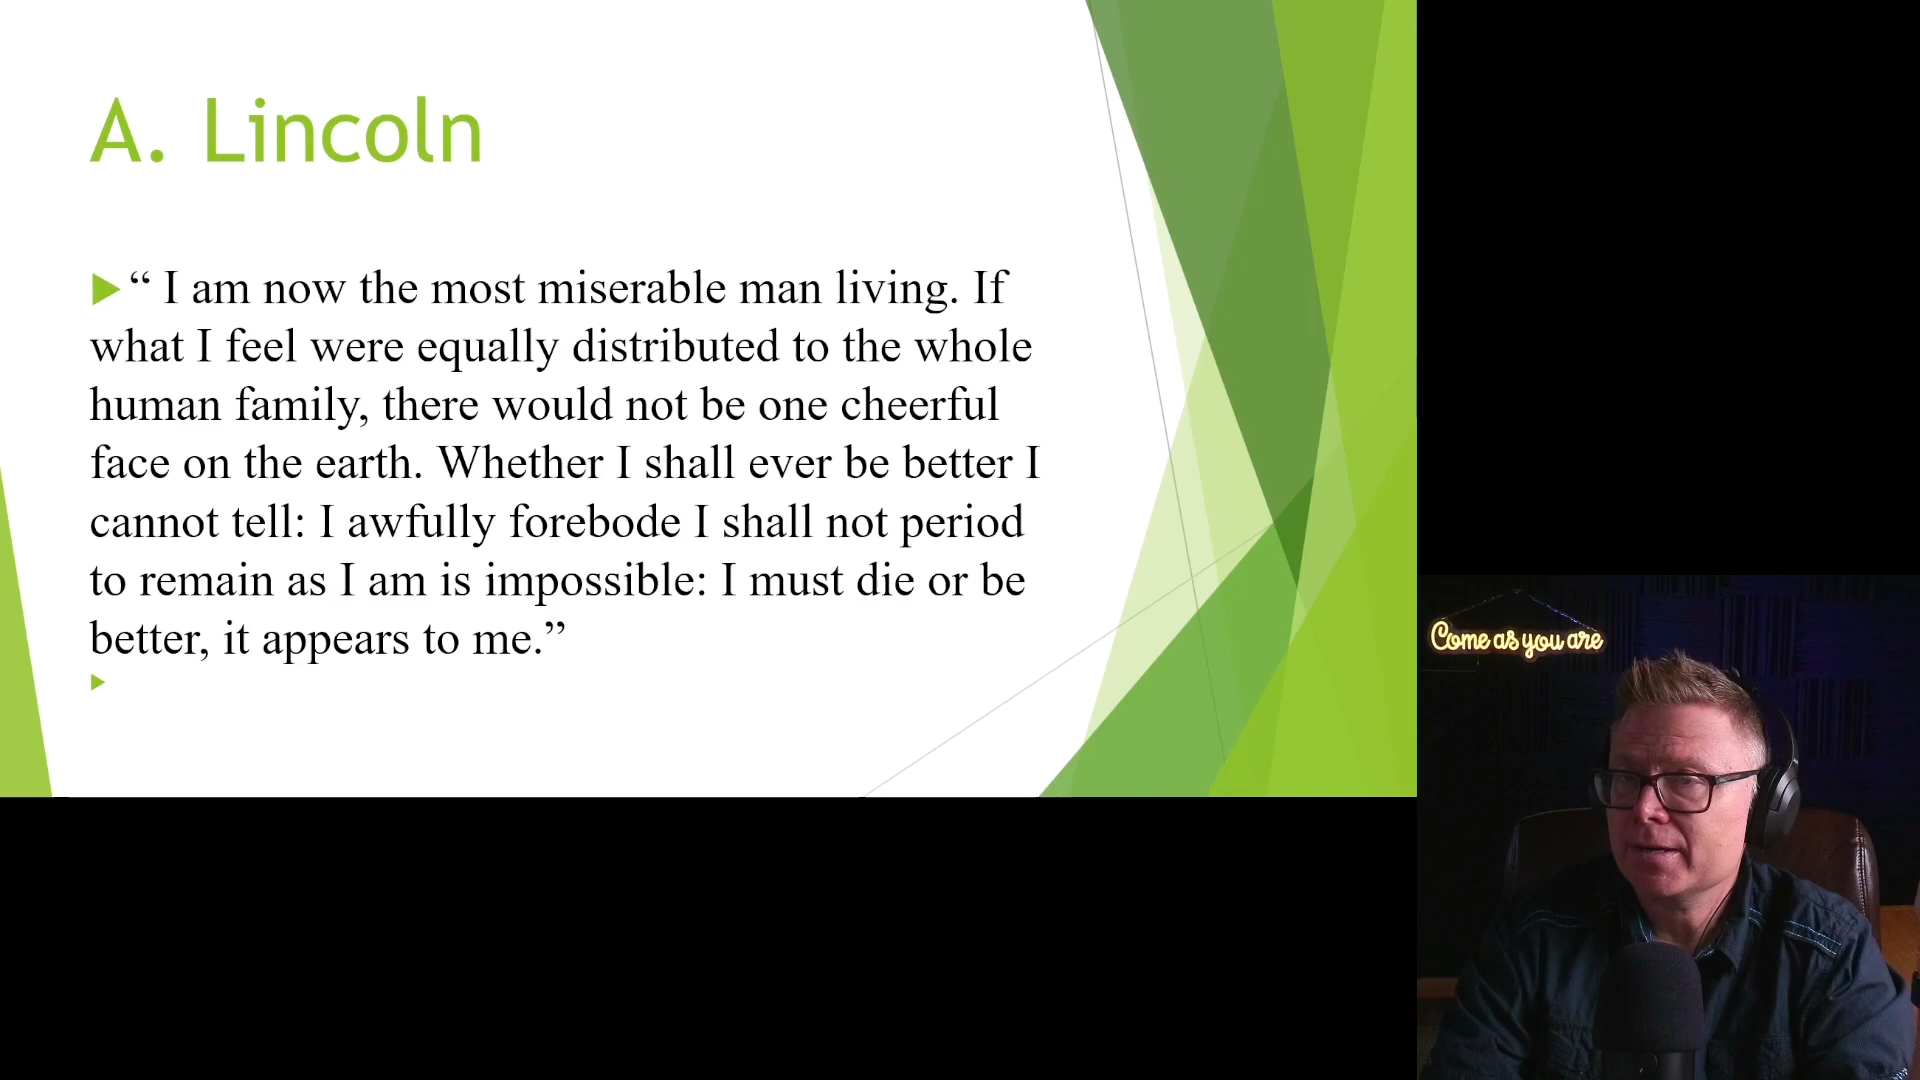 A. Lincoln
“ I am now the most miserable man living. If
what I feel were equally distributed to the whole
human family, there would not be one cheerful
face on the earth. Whether I shall ever be better I
cannot tell: I awfully forebode I shall not period
to remain as I am is impossible: I must die or be
better, it appears to me.”
Come as you are